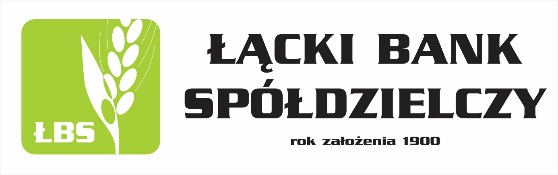 ŁBS
ŁĄCKI BANK
SPÓŁDZIELCZY
rok założenia 1900